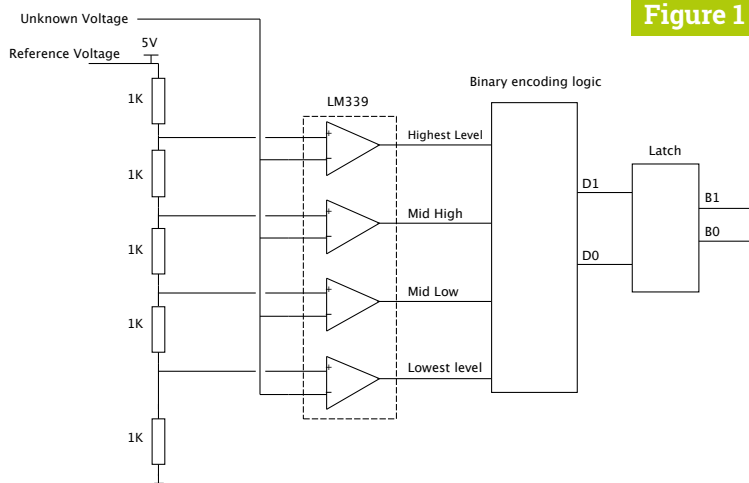 Figure 1
Unknown Voltage
Reference Voltage
5V
1K
1K
1K
1K
1K
LM339
+
−
+
−
+
−
+
−
Highest Level
Mid High
Mid Low
Lowest level
Binary encoding logic
D1
D0
Latch
B1
B0